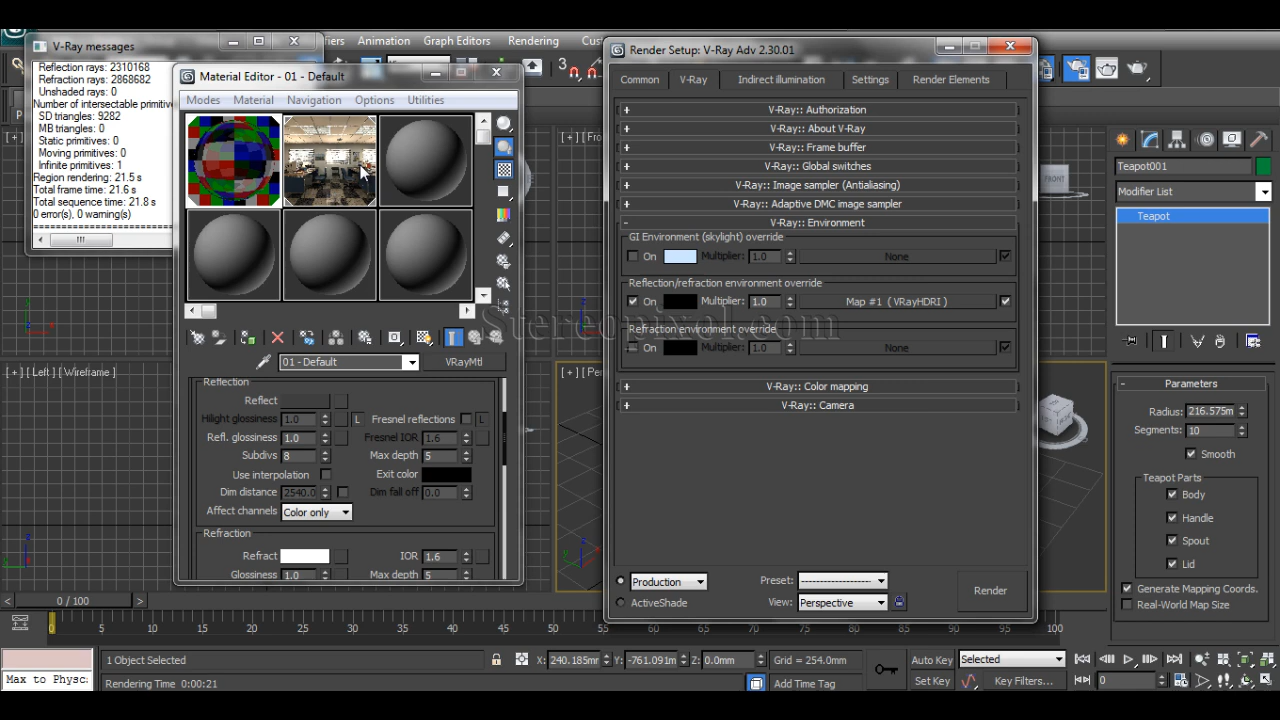 V-Ray messages
Reflection rays: 2310168
Refraction rays: 2868682
Unshaded rays: 0
Number of intersectable primitiv
SD triangles: 9282
MB triangles: 0
Static primitives: 0
Moving primitives: 0
Infinite primitives: 1
Region rendering: 21.5 s
Total frame time: 21.6 s
Total sequence time: 21.8 s
0 error(s), 0 warning(s)
Animation
Graph Editors
Rendering
Material Editor - 01 - Default
Modes Material Navigation Options Utilities
01 - Default
VRayMtl
Reflection
Reflect
Hilight glossiness 1.0 L Fresnel reflections L
Refl. glossiness 1.0 Fresnel IOR 1.6
Subdivs 8 Max depth 5
Use interpolation Exit color
Dim distance 2540.0 Dim fall off 0.0
Affect channels Color only
Refraction
Refract IOR 1.6
Glossiness 1.0 Max depth 5
Render Setup: V-Ray Adv 2.30.01
Common V-Ray Indirect illumination Settings Render Elements
+ V-Ray:: Authorization
+ V-Ray:: About V-Ray
+ V-Ray:: Frame buffer
+ V-Ray:: Global switches
+ V-Ray:: Image sampler (Antialiasing)
+ V-Ray:: Adaptive DMC image sampler
- V-Ray:: Environment
GI Environment (skylight) override
On Multiplier: 1.0 None
Reflection/refraction environment override
On Multiplier: 1.0 Map #1 ( VRayHDRI )
Stereopixel.com
Refraction environment override
On Multiplier: 1.0 None
+ V-Ray:: Color mapping
+ V-Ray:: Camera
Production
ActiveShade
Preset: --------------------
View: Perspective
Render
FRONT
Teapot001
Modifier List
Teapot
- Parameters
Radius: 216.575m
Segments: 10
Smooth
Teapot Parts
Body
Handle
Spout
Lid
Generate Mapping Coords.
Real-World Map Size
[ + ] [ Left ] [ Wireframe ]
< 0 / 100 >
0 5 10 15 20 25 30 35 40 45 50 55 60 65 70 75 80 85 90 95 100
Max to Physc
1 Object Selected
X: 240.185mr Y: -761.091m Z: 0.0mm
Grid = 254.0mm
Auto Key Selected
Rendering Time 0:00:21
Add Time Tag
Set Key Key Filters... 0